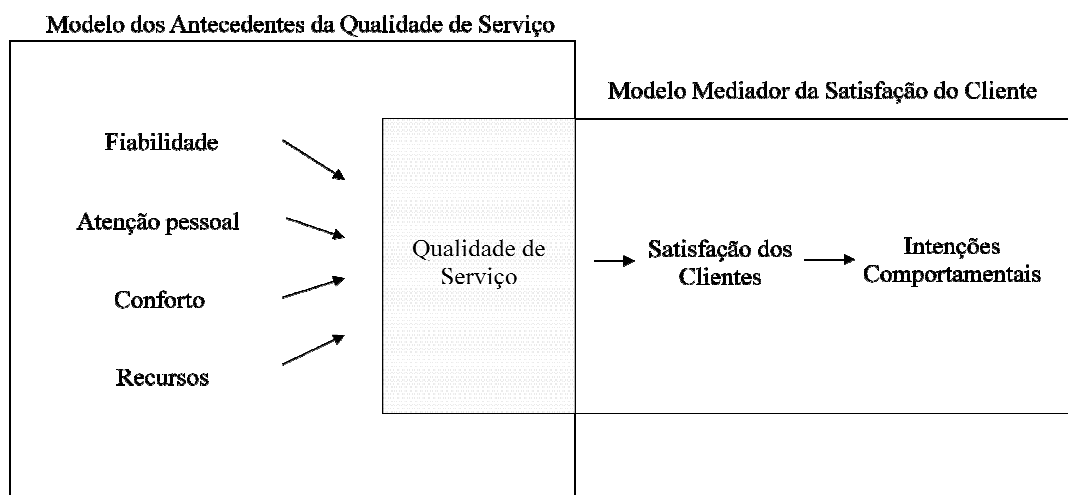 Modelo dos Antecedentes da Qualidade de Serviço
Modelo Mediador da Satisfação do Cliente
Fiabilidade
Atenção pessoal
Conforto
Recursos
Qualidade de
Serviço
Satisfação dos
Clientes
Intenções
Comportamentais